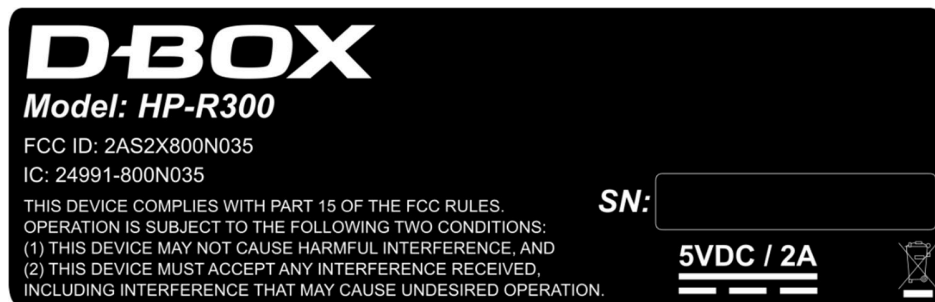 D-BOX
Model: HP-R300
FCC ID: 2AS2X800N035
IC: 24991-800N035
THIS DEVICE COMPLIES WITH PART 15 OF THE FCC RULES.
OPERATION IS SUBJECT TO THE FOLLOWING TWO CONDITIONS:
(1) THIS DEVICE MAY NOT CAUSE HARMFUL INTERFERENCE, AND
(2) THIS DEVICE MUST ACCEPT ANY INTERFERENCE RECEIVED,
INCLUDING INTERFERENCE THAT MAY CAUSE UNDESIRED OPERATION.
SN:
5VDC / 2A